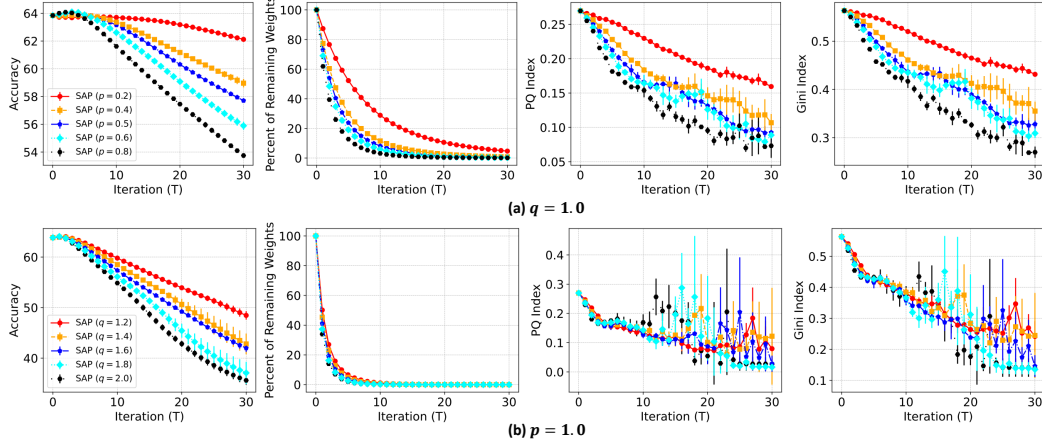 64
62
60
58
56
54
Accuracy
SAP (p = 0.2)
SAP (p = 0.4)
SAP (p = 0.5)
SAP (p = 0.6)
SAP (p = 0.8)
0 10 20 30
Iteration (T)
100
80
60
40
20
0
Percent of Remaining Weights
0 10 20 30
Iteration (T)
0.25
0.20
0.15
0.10
0.05
PQ Index
0 10 20 30
Iteration (T)
0.5
0.4
0.3
Gini Index
0 10 20 30
Iteration (T)
(a) q = 1.0
60
50
40
Accuracy
SAP (q = 1.2)
SAP (q = 1.4)
SAP (q = 1.6)
SAP (q = 1.8)
SAP (q = 2.0)
0 10 20 30
Iteration (T)
100
80
60
40
20
0
Percent of Remaining Weights
0 10 20 30
Iteration (T)
0.4
0.3
0.2
0.1
0.0
PQ Index
0 10 20 30
Iteration (T)
0.5
0.4
0.3
0.2
0.1
Gini Index
0 10 20 30
Iteration (T)
(b) p = 1.0